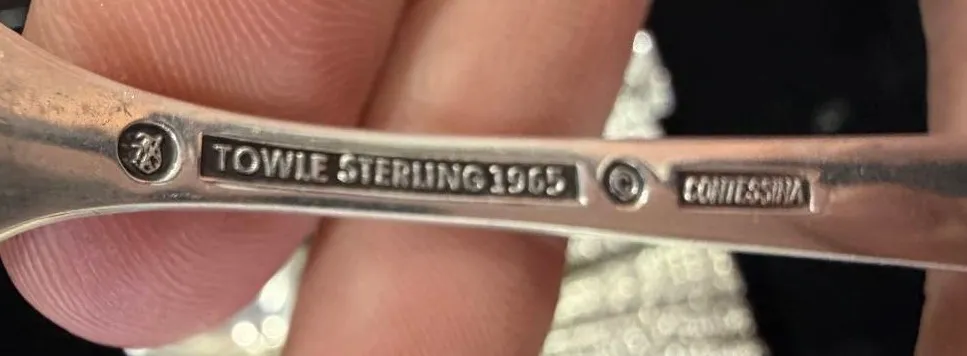 TOWLE STERLING 1965 © CONTESSINA